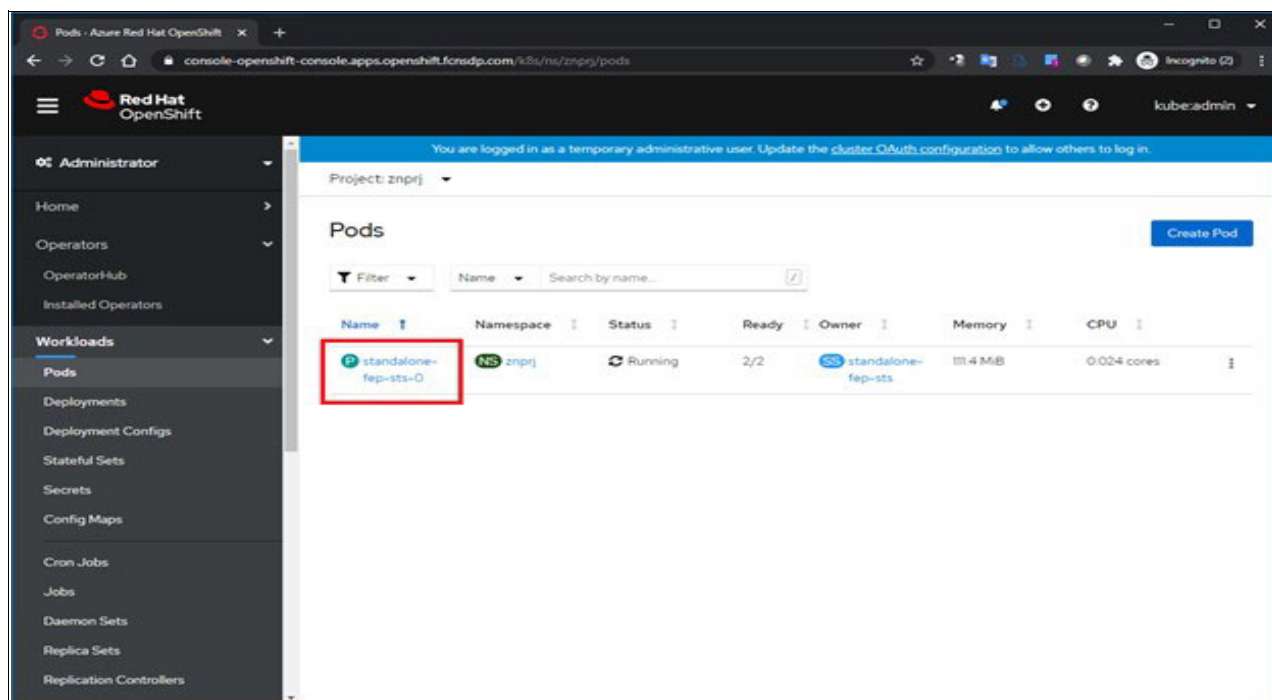 Pods · Azure Red Hat OpenShift
console-openshift-console.apps.openshift.fcnsdp.com/k8s/ns/znprj/pods
Incognito (2)
Red Hat
OpenShift
kube:admin
You are logged in as a temporary administrative user. Update the cluster OAuth configuration to allow others to log in.
Administrator
Project: znprj
Home
Operators
OperatorHub
Installed Operators
Workloads
Pods
Deployments
Deployment Configs
Stateful Sets
Secrets
Config Maps
Cron Jobs
Jobs
Daemon Sets
Replica Sets
Replication Controllers
Pods
Create Pod
Filter
Name
Search by name...
/
Name Namespace Status Ready Owner Memory CPU
P standalone-fep-sts-0
NS znprj
Running
2/2
SS standalone-fep-sts
111.4 MiB
0.024 cores